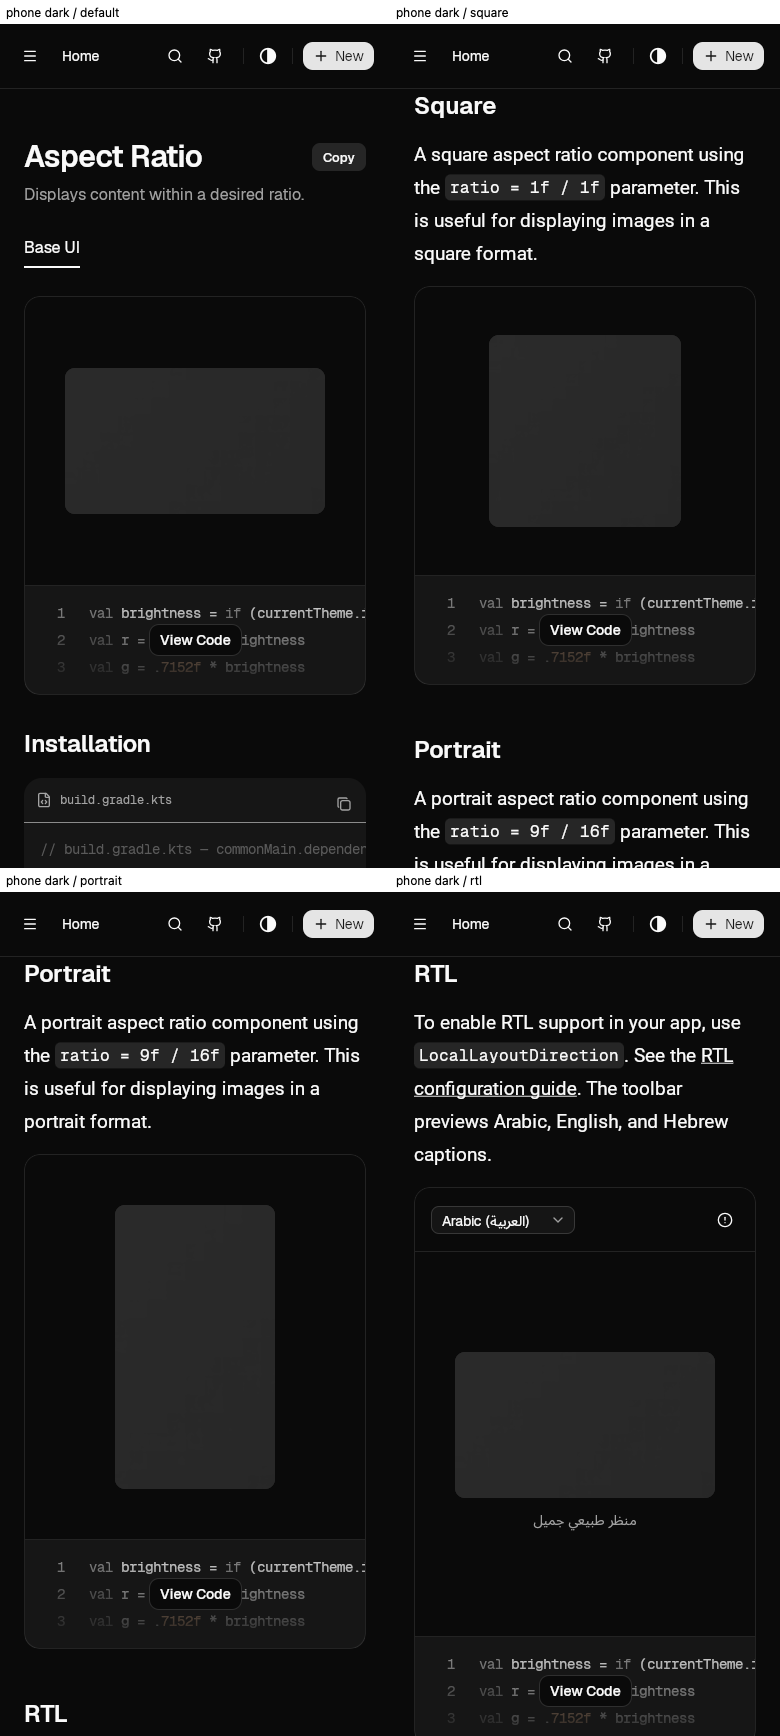 phone dark / default
Home
New
Aspect Ratio
Copy
Displays content within a desired ratio.
Base UI
1 val brightness = if (currentTheme.i
2 val r = View Code ightness
3 val g = .7152f * brightness
Installation
build.gradle.kts
// build.gradle.kts — commonMain.dependen
phone dark / square
Home
New
Square
A square aspect ratio component using
the ratio = 1f / 1f parameter. This
is useful for displaying images in a
square format.
1 val brightness = if (currentTheme.i
2 val r = View Code ightness
3 val g = .7152f * brightness
Portrait
A portrait aspect ratio component using
the ratio = 9f / 16f parameter. This
is useful for displaying images in a
phone dark / portrait
Home
New
Portrait
A portrait aspect ratio component using
the ratio = 9f / 16f parameter. This
is useful for displaying images in a
portrait format.
1 val brightness = if (currentTheme.i
2 val r = View Code ightness
3 val g = .7152f * brightness
RTL
phone dark / rtl
Home
New
RTL
To enable RTL support in your app, use
LocalLayoutDirection. See the RTL
configuration guide. The toolbar
previews Arabic, English, and Hebrew
captions.
Arabic (العربية)
منظر طبيعي جميل
1 val brightness = if (currentTheme.i
2 val r = View Code ightness
3 val g = .7152f * brightness